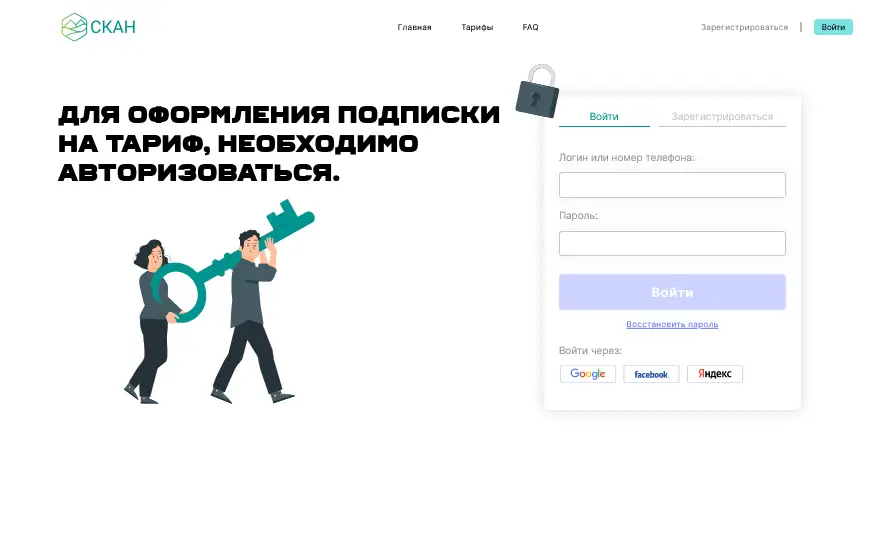 СКАН
Главная Тарифы FAQ
Зарегистрироваться | Войти
ДЛЯ ОФОРМЛЕНИЯ ПОДПИСКИ
НА ТАРИФ, НЕОБХОДИМО
АВТОРИЗОВАТЬСЯ.
Войти Зарегистрироваться
Логин или номер телефона:
Пароль:
Войти
Восстановить пароль
Войти через:
Google facebook Яндекс